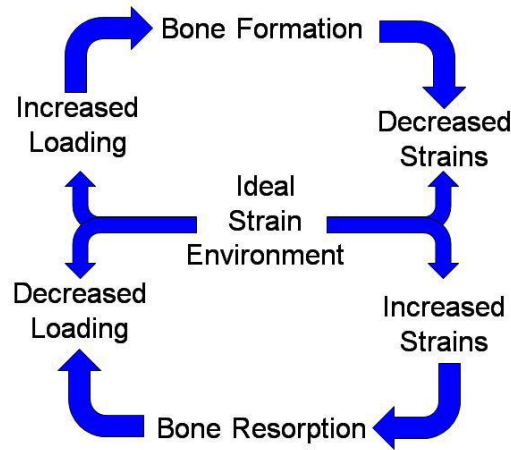 Bone Formation
Increased
Loading
Decreased
Strains
Ideal
Strain
Environment
Decreased
Loading
Increased
Strains
Bone Resorption